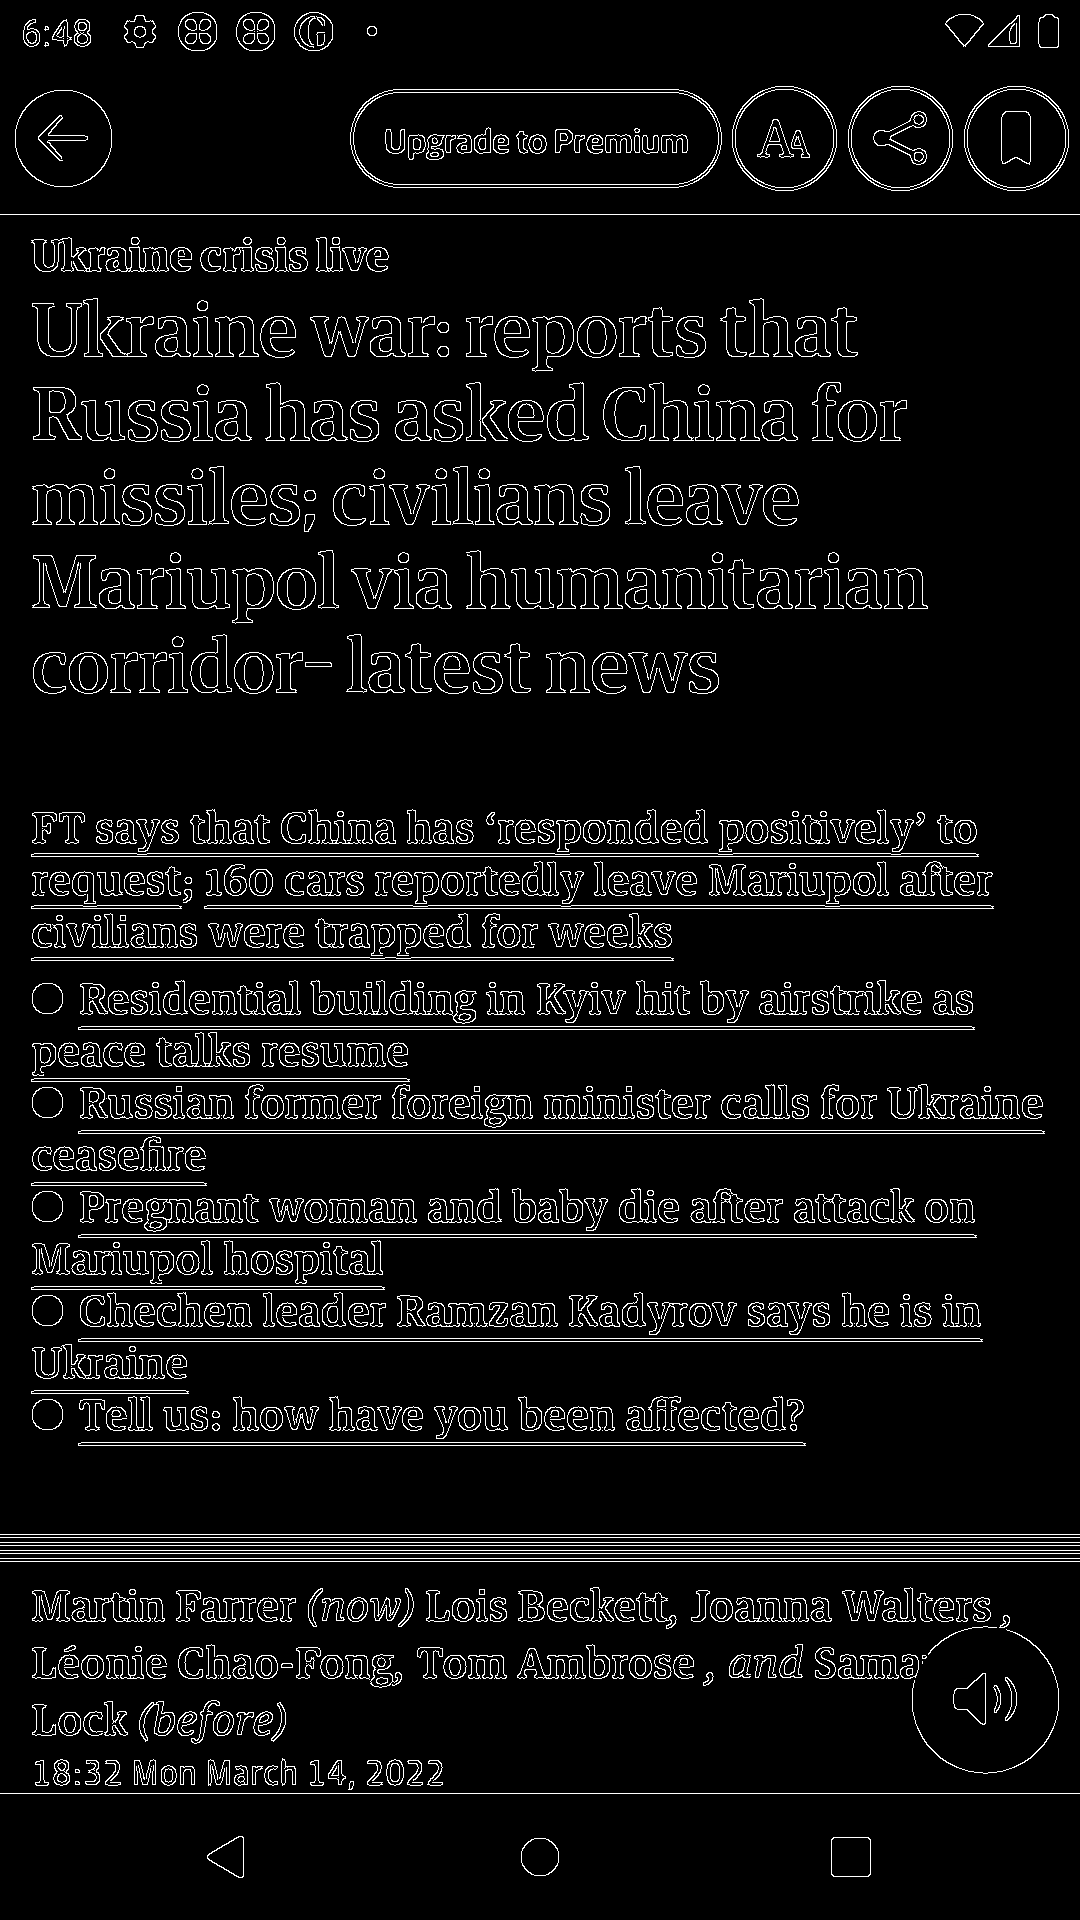 6:48
Upgrade to Premium
AA
Ukraine crisis live
Ukraine war: reports that
Russia has asked China for
missiles; civilians leave
Mariupol via humanitarian
corridor– latest news
FT says that China has ‘responded positively’ to
request; 160 cars reportedly leave Mariupol after
civilians were trapped for weeks
Residential building in Kyiv hit by airstrike as
peace talks resume
Russian former foreign minister calls for Ukraine
ceasefire
Pregnant woman and baby die after attack on
Mariupol hospital
Chechen leader Ramzan Kadyrov says he is in
Ukraine
Tell us: how have you been affected?
Martin Farrer (now) Lois Beckett, Joanna Walters ,
Léonie Chao-Fong, Tom Ambrose , and
Lock (before)
18:32 Mon March 14, 2022